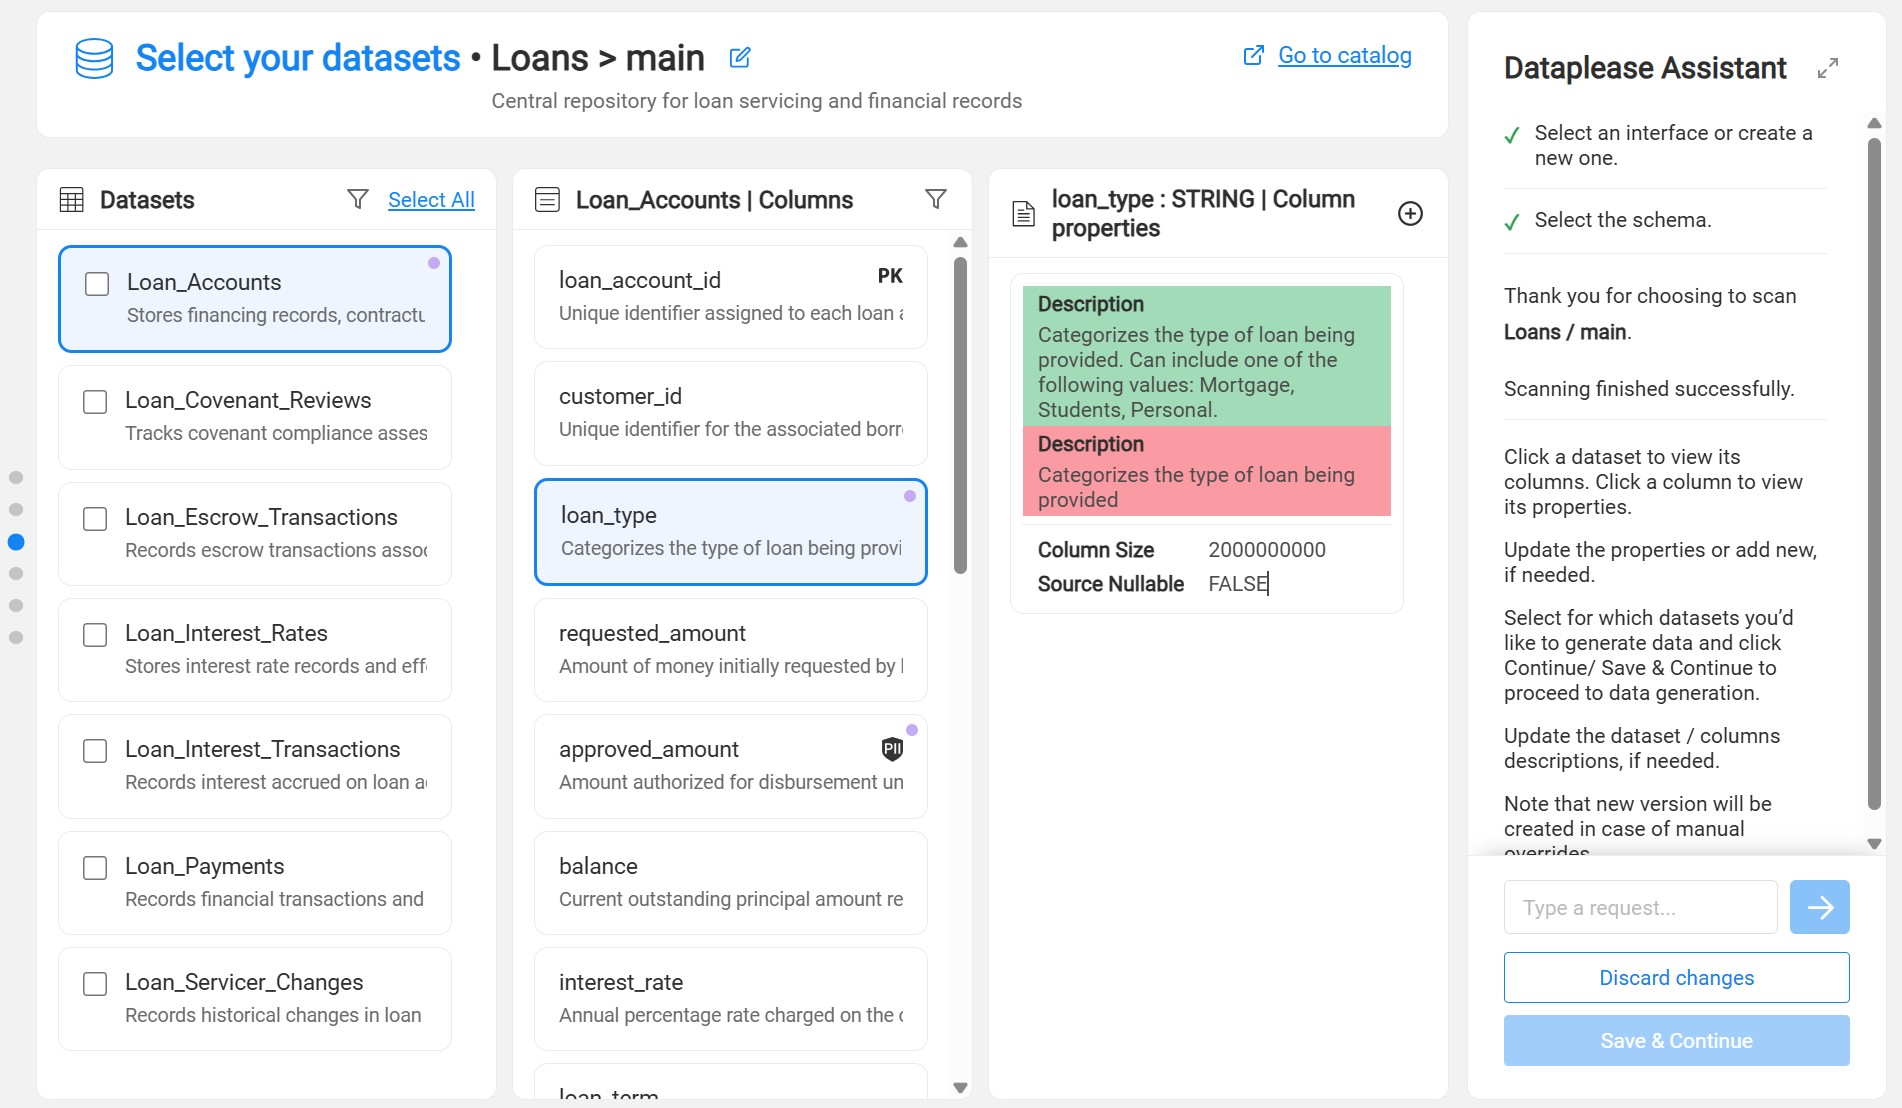 Select your datasets • Loans > main
Go to catalog
Central repository for loan servicing and financial records
Datasets
Select All
Loan_Accounts
Stores financing records, contractu
Loan_Covenant_Reviews
Tracks covenant compliance asses
Loan_Escrow_Transactions
Records escrow transactions assoc
Loan_Interest_Rates
Stores interest rate records and eff
Loan_Interest_Transactions
Records interest accrued on loan a
Loan_Payments
Records financial transactions and
Loan_Servicer_Changes
Records historical changes in loan
Loan_Accounts | Columns
loan_account_id
PK
Unique identifier assigned to each loan a
customer_id
Unique identifier for the associated borr
loan_type
Categorizes the type of loan being provi
requested_amount
Amount of money initially requested by
approved_amount
PII
Amount authorized for disbursement un
balance
Current outstanding principal amount re
interest_rate
Annual percentage rate charged on the
loan_term
loan_type : STRING | Column
properties
Description
Categorizes the type of loan being
provided. Can include one of the
following values: Mortgage,
Students, Personal.
Description
Categorizes the type of loan being
provided
Column Size 2000000000
Source Nullable FALSE
Dataplease Assistant
Select an interface or create a
new one.
Select the schema.
Thank you for choosing to scan
Loans / main.
Scanning finished successfully.
Click a dataset to view its
columns. Click a column to view
its properties.
Update the properties or add new,
if needed.
Select for which datasets you’d
like to generate data and click
Continue/ Save & Continue to
proceed to data generation.
Update the dataset / columns
descriptions, if needed.
Note that new version will be
created in case of manual
overrides
Type a request...
Discard changes
Save & Continue